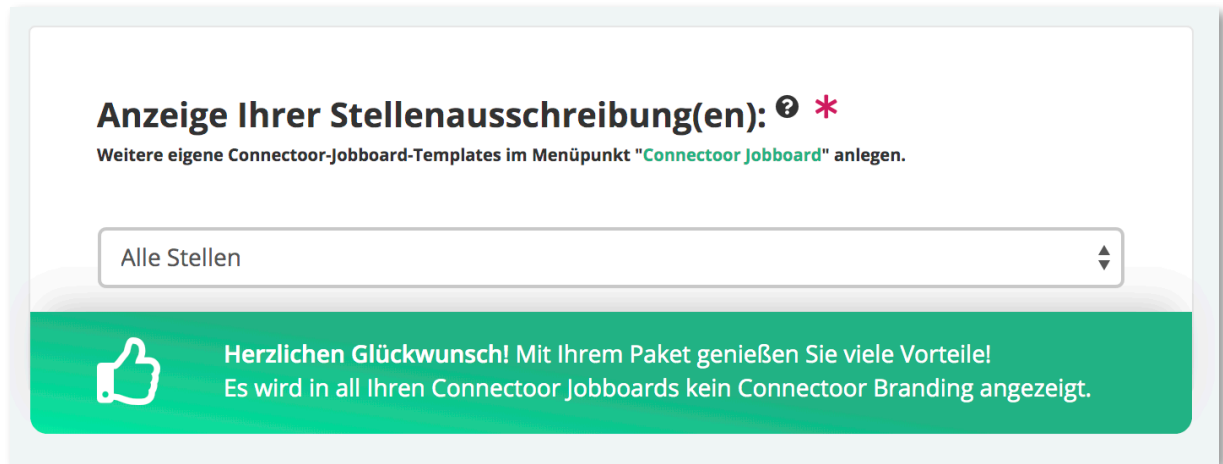 Anzeige Ihrer Stellenausschreibung(en): ? *
Weitere eigene Connectoor-Jobboard-Templates im Menüpunkt "Connectoor Jobboard" anlegen.
Alle Stellen
Herzlichen Glückwunsch! Mit Ihrem Paket genießen Sie viele Vorteile!
Es wird in all Ihren Connectoor Jobboards kein Connectoor Branding angezeigt.